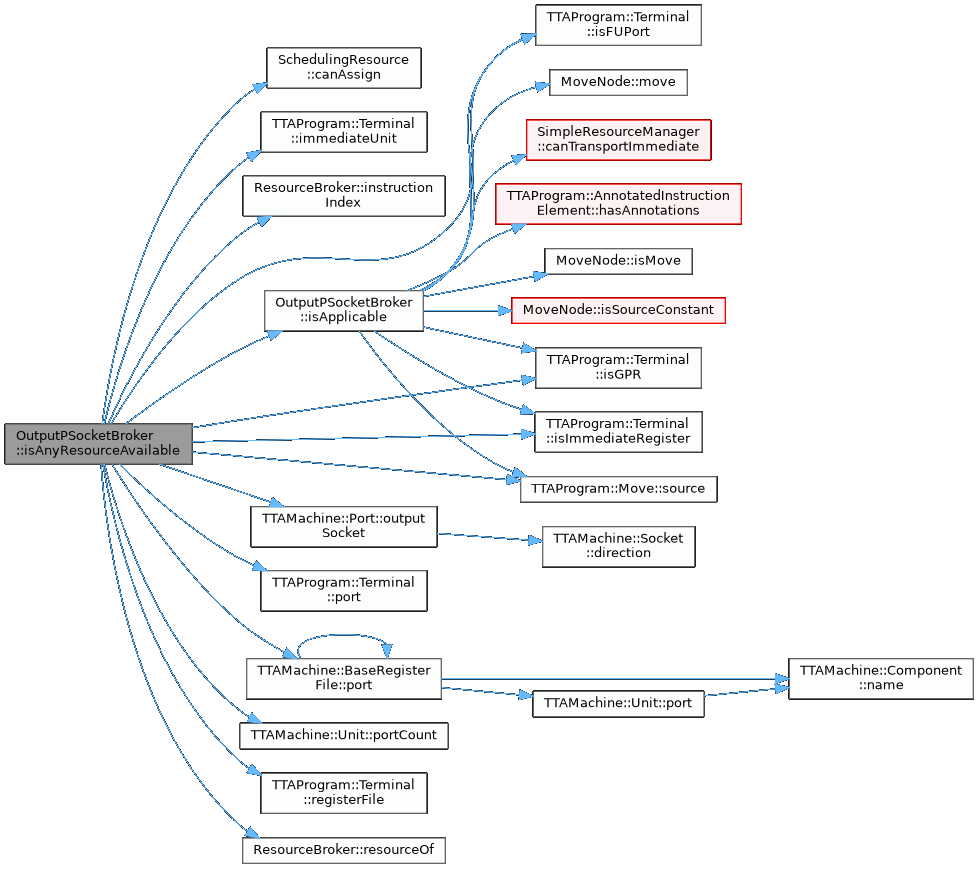 OutputPSocketBroker
::isAnyResourceAvailable
SchedulingResource
::canAssign
TTAProgram::Terminal
::immediateUnit
ResourceBroker::instruction
Index
OutputPSocketBroker
::isApplicable
TTAProgram::Terminal
::isFUPort
MoveNode::move
SimpleResourceManager
::canTransportImmediate
TTAProgram::AnnotatedInstruction
Element::hasAnnotations
MoveNode::isMove
MoveNode::isSourceConstant
TTAProgram::Terminal
::isGPR
TTAProgram::Terminal
::isImmediateRegister
TTAProgram::Move::source
TTAMachine::Port::output
Socket
TTAMachine::Socket
::direction
TTAProgram::Terminal
::port
TTAMachine::BaseRegister
File::port
TTAMachine::Component
::name
TTAMachine::Unit::port
TTAMachine::Unit::portCount
TTAProgram::Terminal
::registerFile
ResourceBroker::resourceOf